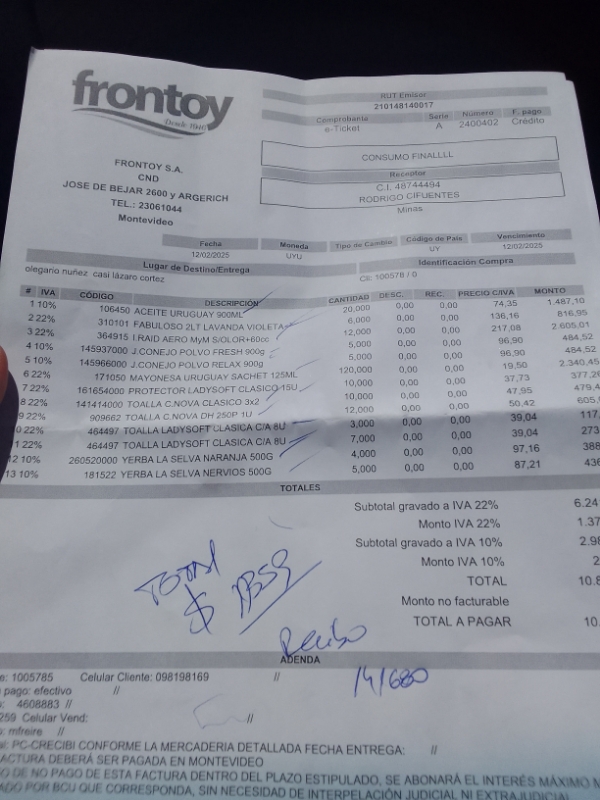 frontoy
Desde 1940
FRONTOY S.A.
CND
JOSE DE BEJAR 2600 y ARGERICH
TEL.: 23061044
Montevideo
RUT Emisor
210148140017
Comprobante Serie Número F. pago
e-Ticket A 2400402 Crédito
CONSUMO FINALLLL
Receptor
C.I. 48744494
RODRIGO CIFUENTES
Minas
Fecha Moneda Tipo de Cambio Código de País Vencimiento
12/02/2025 UYU UY 12/02/2025
Lugar de Destino/Entrega Identificación Compra
olegario nuñez casi lázaro cortez Cli: 100578 / 0
# IVA CÓDIGO DESCRIPCIÓN CANTIDAD DESC. REC. PRECIO C/IVA MONTO
1 10% 106450 ACEITE URUGUAY 900ML 20,000 0,00 0,00 74,35 1.487,10
2 22% 310101 FABULOSO 2LT LAVANDA VIOLETA 6,000 0,00 0,00 136,16 816,95
3 22% 364915 I.RAID AERO MyM S/OLOR+60cc 12,000 0,00 0,00 217,08 2.605,01
4 10% 145937000 J.CONEJO POLVO FRESH 900g 5,000 0,00 0,00 96,90 484,52
5 10% 145966000 J.CONEJO POLVO RELAX 900g 5,000 0,00 0,00 96,90 484,52
6 22% 171050 MAYONESA URUGUAY SACHET 125ML 120,000 0,00 0,00 19,50 2.340,45
7 22% 161654000 PROTECTOR LADYSOFT CLASICO 15U 10,000 0,00 0,00 37,73 377,2
8 22% 141414000 TOALLA C.NOVA CLASICO 3x2 10,000 0,00 0,00 47,95 479,4
9 22% 909662 TOALLA C.NOVA DH 250P 1U 12,000 0,00 0,00 50,42 605,
0 22% 464497 TOALLA LADYSOFT CLASICA C/A 8U 3,000 0,00 0,00 39,04 117,
1 22% 464497 TOALLA LADYSOFT CLASICA C/A 8U 7,000 0,00 0,00 39,04 273
12 10% 260520000 YERBA LA SELVA NARANJA 500G 4,000 0,00 0,00 97,16 388
13 10% 181522 YERBA LA SELVA NERVIOS 500G 5,000 0,00 0,00 87,21 436
TOTALES
Subtotal gravado a IVA 22% 6.24
Monto IVA 22% 1.37
Subtotal gravado a IVA 10% 2.98
Monto IVA 10% 2
TOTAL 10.8
Monto no facturable
TOTAL A PAGAR 10.
TOTAL
$
Recibo
141680
ADENDA
e: 1005785 Celular Cliente: 098198169 //
pago: efectivo //
: 4608883 //
259 Celular Vend: //
: mfreire //
: PC-CRECIBI CONFORME LA MERCADERIA DETALLADA FECHA ENTREGA: //
FACTURA DEBERÁ SER PAGADA EN MONTEVIDEO
O DE NO PAGO DE ESTA FACTURA DENTRO DEL PLAZO ESTIPULADO, SE ABONARÁ EL INTERÉS MÁXIMO
ADO POR BCU QUE CORRESPONDA, SIN NECESIDAD DE INTERPELACIÓN JUDICIAL NI EXTRAJUDICIAL